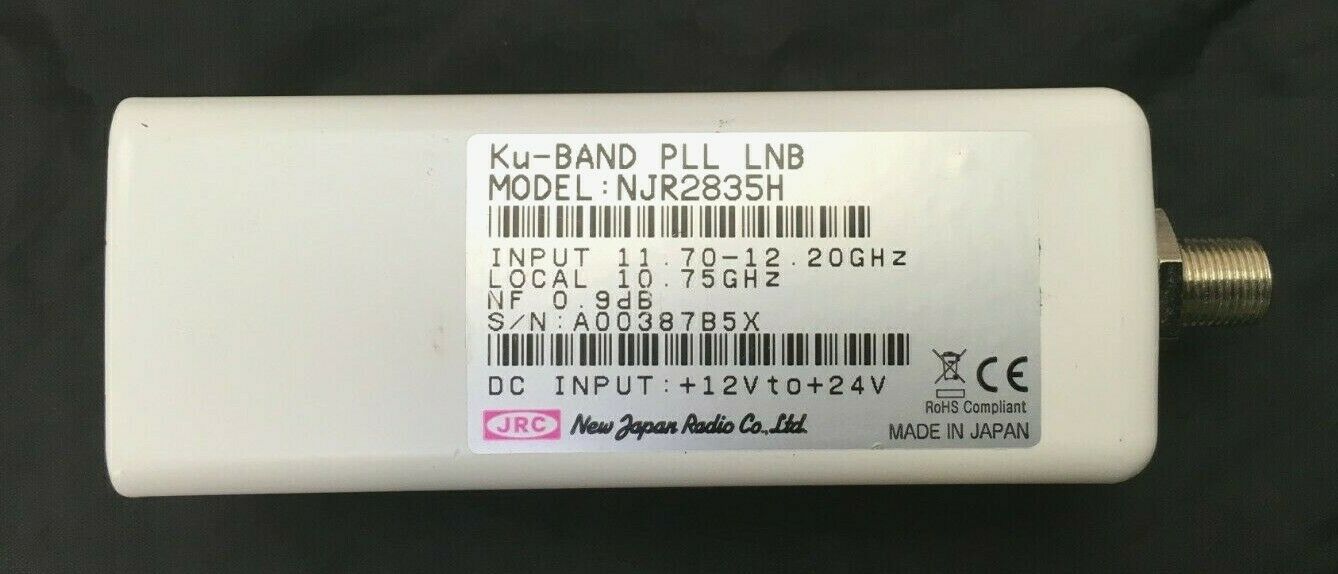 Ku-BAND PLL LNB
MODEL:NJR2835H
INPUT 11.70-12.20GHz
LOCAL 10.75GHz
NF 0.9dB
S/N:A00387B5X
DC INPUT:+12Vto+24V
CE
RoHS Compliant
JRC New Japan Radio Co.,Ltd.
MADE IN JAPAN